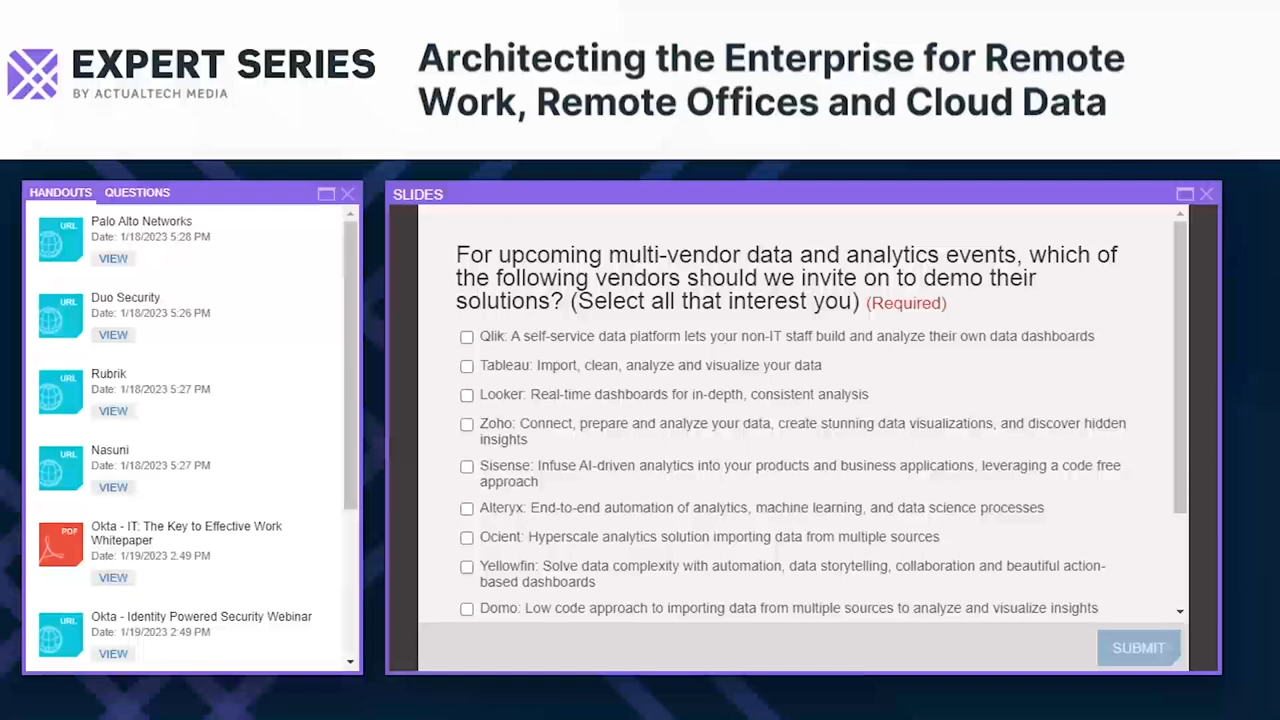 EXPERT SERIES
BY ACTUALTECH MEDIA
Architecting the Enterprise for Remote
Work, Remote Offices and Cloud Data
HANDOUTS QUESTIONS
URL
Palo Alto Networks
Date: 1/18/2023 5:28 PM
VIEW
URL
Duo Security
Date: 1/18/2023 5:26 PM
VIEW
URL
Rubrik
Date: 1/18/2023 5:27 PM
VIEW
URL
Nasuni
Date: 1/18/2023 5:27 PM
VIEW
PDF
Okta - IT: The Key to Effective Work
Whitepaper
Date: 1/19/2023 2:49 PM
VIEW
URL
Okta - Identity Powered Security Webinar
Date: 1/19/2023 2:49 PM
VIEW
SLIDES
For upcoming multi-vendor data and analytics events, which of
the following vendors should we invite on to demo their
solutions? (Select all that interest you) (Required)
Qlik: A self-service data platform lets your non-IT staff build and analyze their own data dashboards
Tableau: Import, clean, analyze and visualize your data
Looker: Real-time dashboards for in-depth, consistent analysis
Zoho: Connect, prepare and analyze your data, create stunning data visualizations, and discover hidden
insights
Sisense: Infuse AI-driven analytics into your products and business applications, leveraging a code free
approach
Alteryx: End-to-end automation of analytics, machine learning, and data science processes
Ocient: Hyperscale analytics solution importing data from multiple sources
Yellowfin: Solve data complexity with automation, data storytelling, collaboration and beautiful action-
based dashboards
Domo: Low code approach to importing data from multiple sources to analyze and visualize insights
SUBMIT